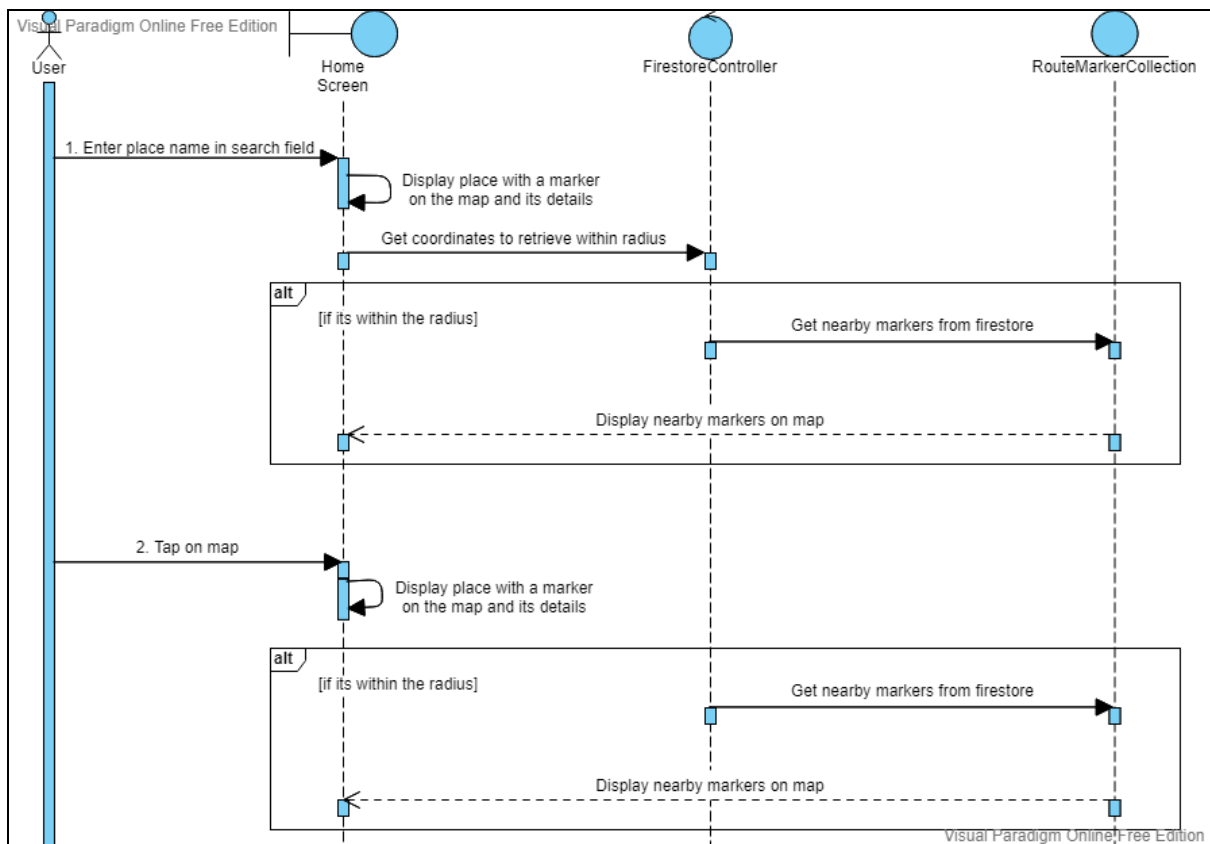 Visual Paradigm Online Free Edition
User
Home
Screen
FirestoreController
RouteMarkerCollection
1. Enter place name in search field
Display place with a marker
on the map and its details
Get coordinates to retrieve within radius
alt
[if its within the radius]
Get nearby markers from firestore
Display nearby markers on map
2. Tap on map
Display place with a marker
on the map and its details
alt
[if its within the radius]
Get nearby markers from firestore
Display nearby markers on map
Visual Paradigm Online Free Edition